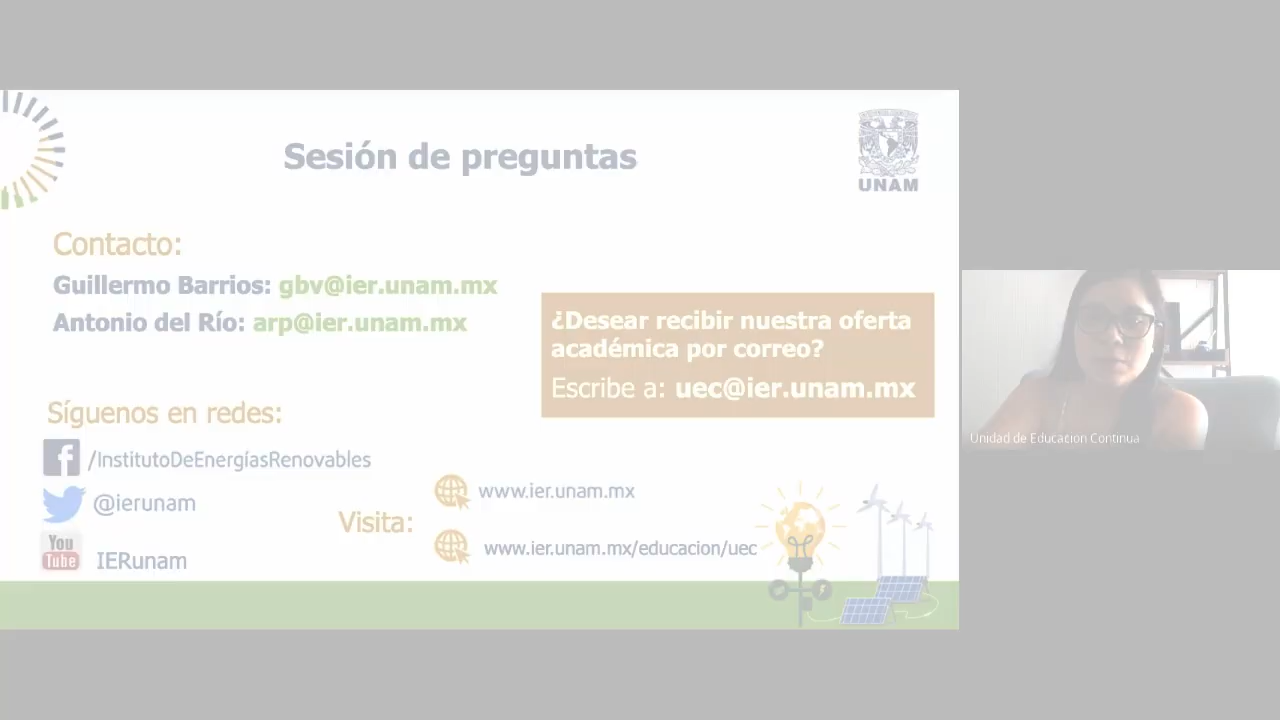 Sesión de preguntas
UNAM
Contacto:
Guillermo Barrios: gbv@ier.unam.mx
Antonio del Río: arp@ier.unam.mx
¿Desear recibir nuestra oferta
académica por correo?
Escribe a: uec@ier.unam.mx
Síguenos en redes:
f /InstitutoDeEnergíasRenovables
@ierunam
You
Tube
IERunam
Visita:
www.ier.unam.mx
www.ier.unam.mx/educacion/uec
Unidad de Educación Continua